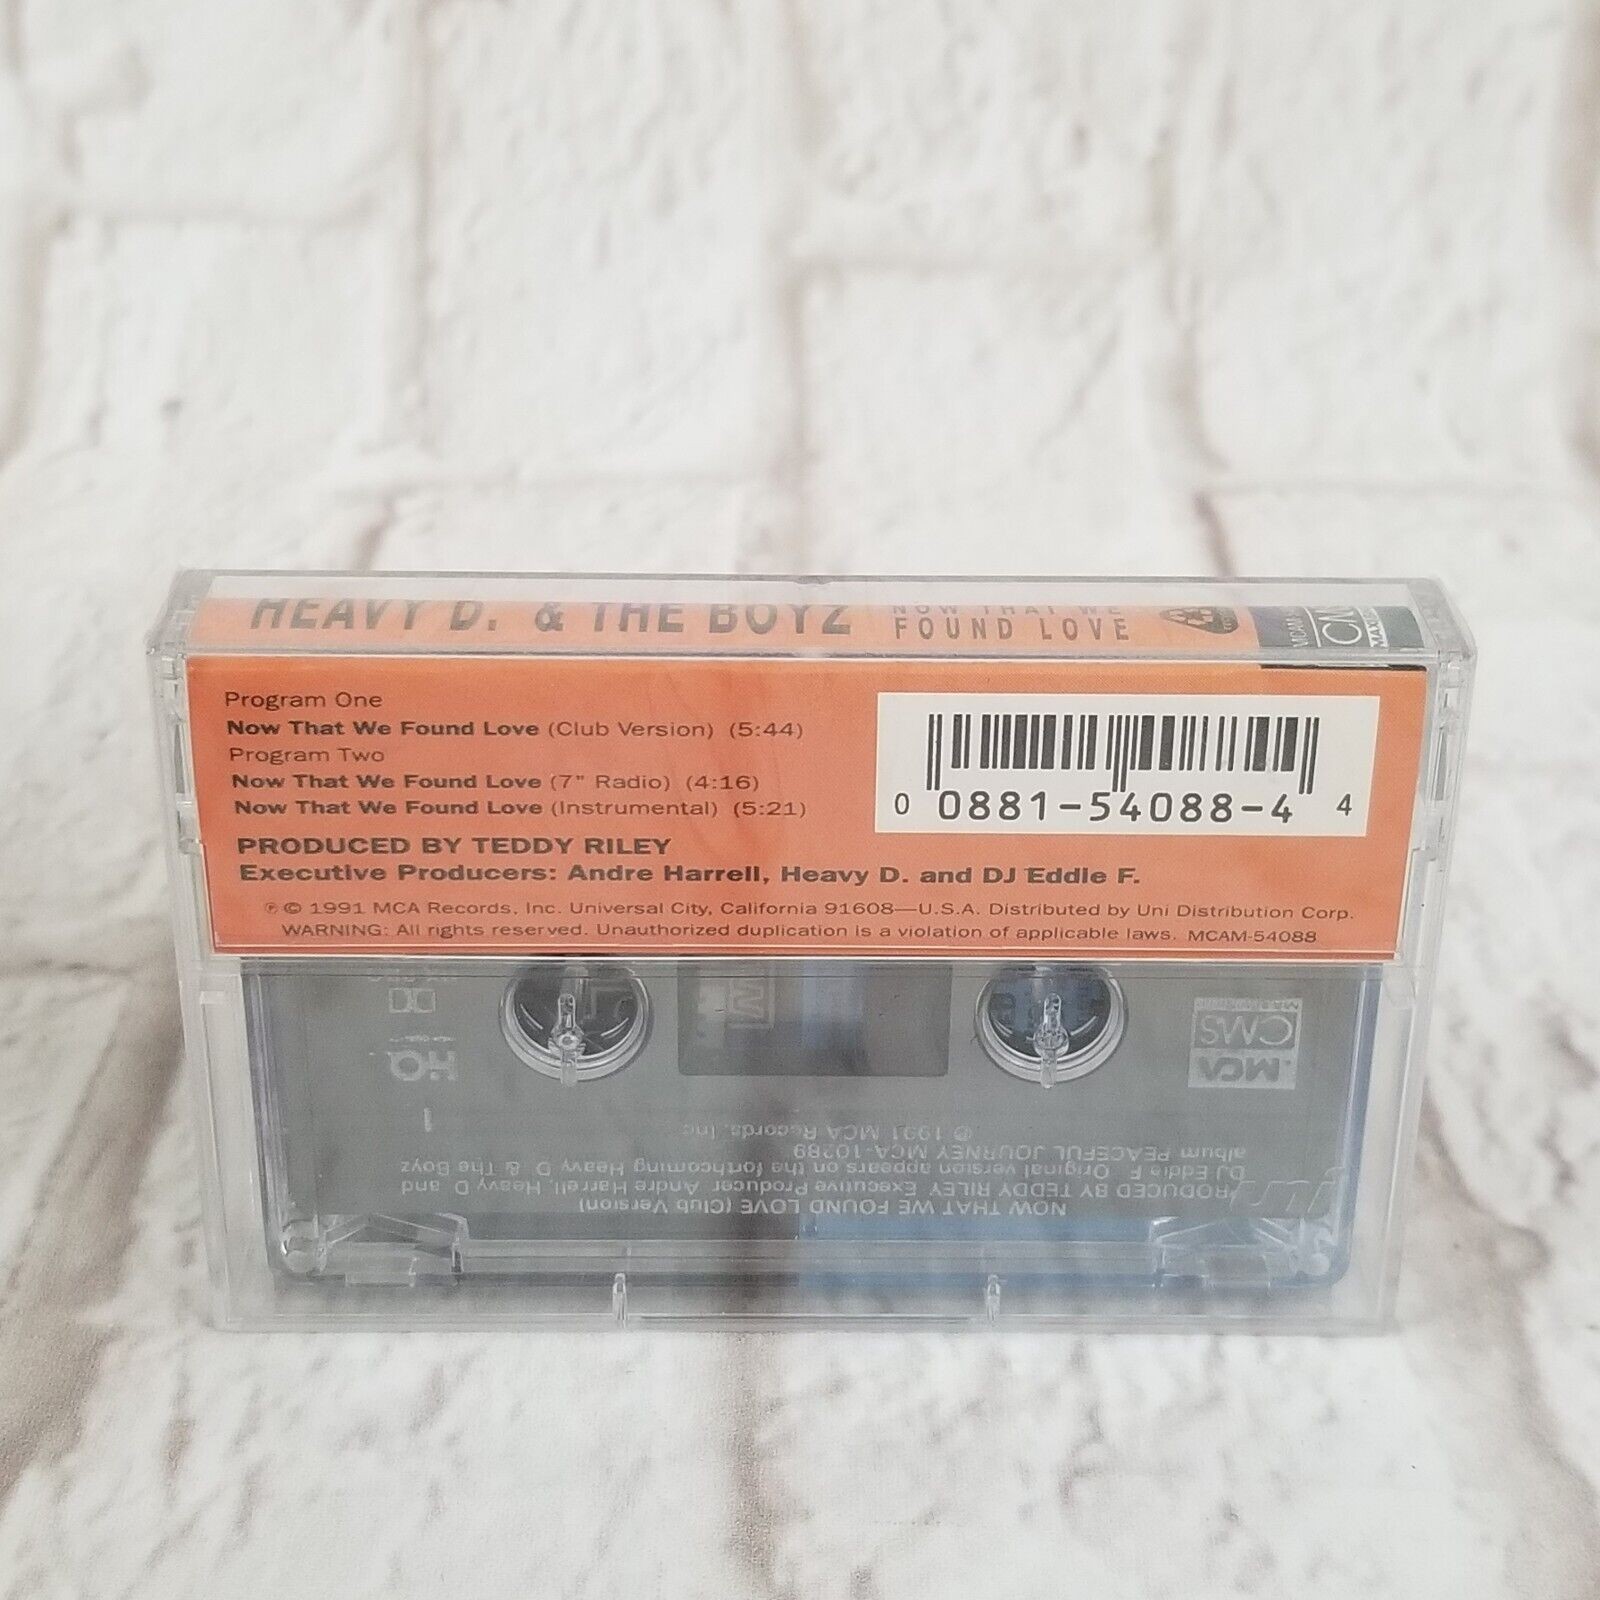 HEAVY D. & THE BOYZ
NOW THAT WE
FOUND LOVE
Program One
Now That We Found Love (Club Version) (5:44)
Program Two
Now That We Found Love (7" Radio) (4:16)
Now That We Found Love (Instrumental) (5:21)
PRODUCED BY TEDDY RILEY
Executive Producers: Andre Harrell, Heavy D. and DJ Eddie F.
℗ © 1991 MCA Records, Inc. Universal City, California 91608—U.S.A. Distributed by Uni Distribution Corp.
WARNING: All rights reserved. Unauthorized duplication is a violation of applicable laws. MCAM-54088
0 0881-54088-4 4
NOW THAT WE FOUND LOVE (Club Version)
PRODUCED BY TEDDY RILEY Executive Producer: Andre Harrell, Heavy D and
DJ Eddie F. Original version appears on the forthcoming Heavy D & The Boyz
album PEACEFUL JOURNEY MCA-10289
© 1991 MCA Records, Inc.
1
MCA
CMS
HQ